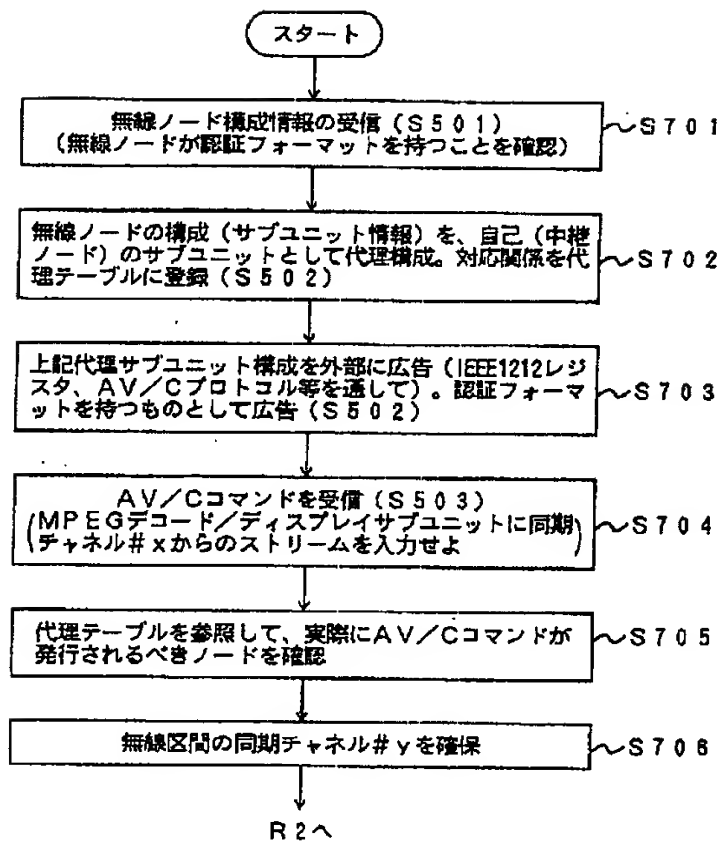 スタート
無線ノード構成情報の受信(S501)
(無線ノードが認証フォーマットを持つことを確認)
S701
無線ノードの構成(サブユニット情報)を、自己(中継
ノード)のサブユニットとして代理構成。対応関係を代
理テーブルに登録(S502)
S702
上記代理サブユニット構成を外部に広告(IEEE1212レジ
スタ、AV/Cプロトコル等を通して)。認証フォーマ
ットを持つものとして広告(S502)
S703
AV/Cコマンドを受信(S503)
(MPEGデコード/ディスプレイサブユニットに同期
チャネル#xからのストリームを入力せよ)
S704
代理テーブルを参照して、実際にAV/Cコマンドが
発行されるべきノードを確認
S705
無線区間の同期チャネル#yを確保
S706
R2へ